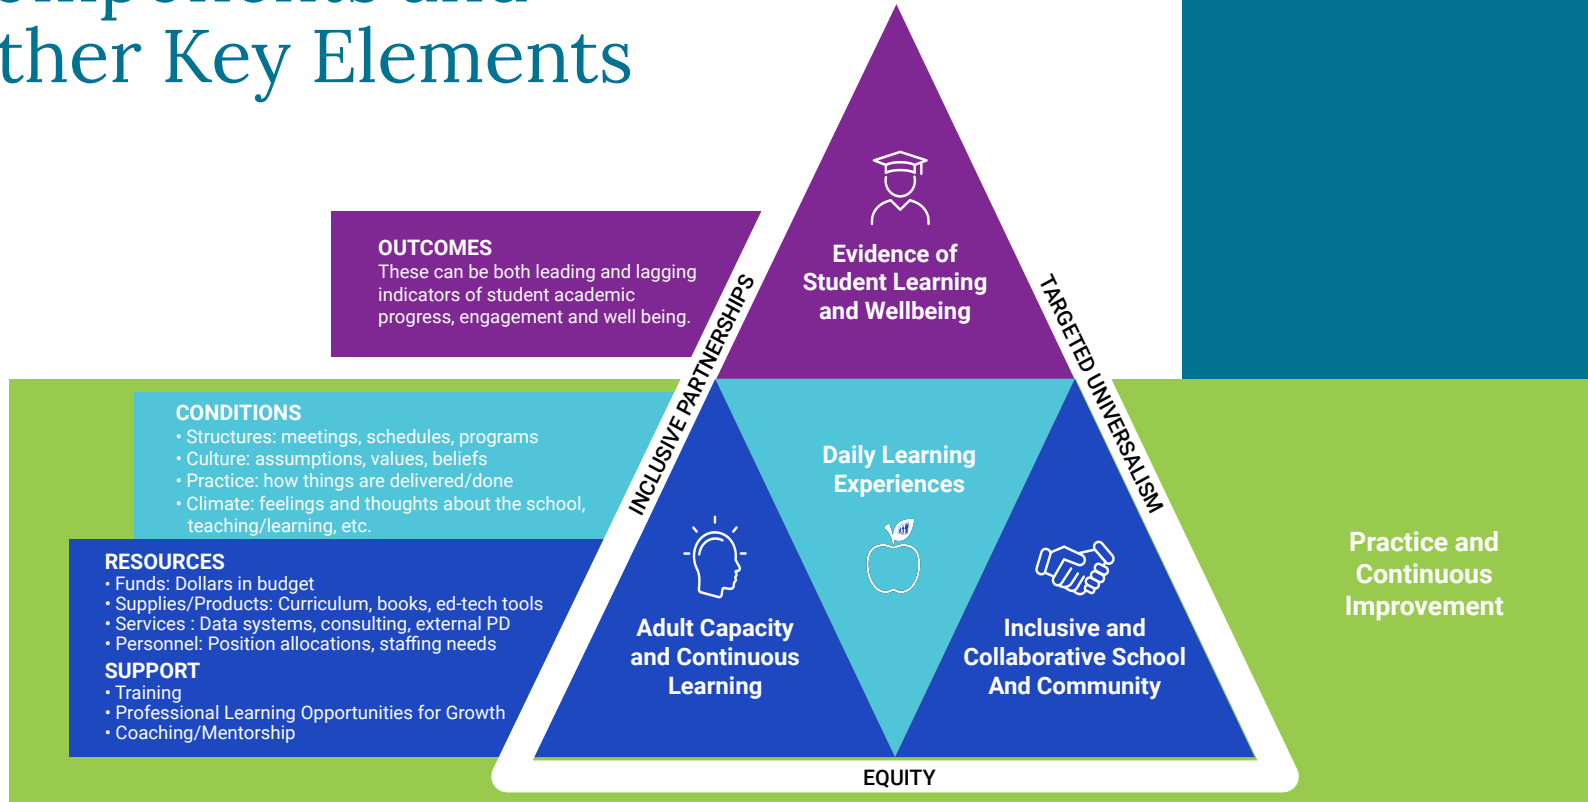 ther Key Elements
OUTCOMES
These can be both leading and lagging
indicators of student academic
progress, engagement and well being.
CONDITIONS
• Structures: meetings, schedules, programs
• Culture: assumptions, values, beliefs
• Practice: how things are delivered/done
• Climate: feelings and thoughts about the school,
teaching/learning, etc.
RESOURCES
• Funds: Dollars in budget
• Supplies/Products: Curriculum, books, ed-tech tools
• Services : Data systems, consulting, external PD
• Personnel: Position allocations, staffing needs
SUPPORT
• Training
• Professional Learning Opportunities for Growth
• Coaching/Mentorship
INCLUSIVE PARTNERSHIPS
Evidence of
Student Learning
and Wellbeing
TARGETED UNIVERSALISM
Daily Learning
Experiences
Adult Capacity
and Continuous
Learning
Inclusive and
Collaborative School
And Community
EQUITY
Practice and
Continuous
Improvement